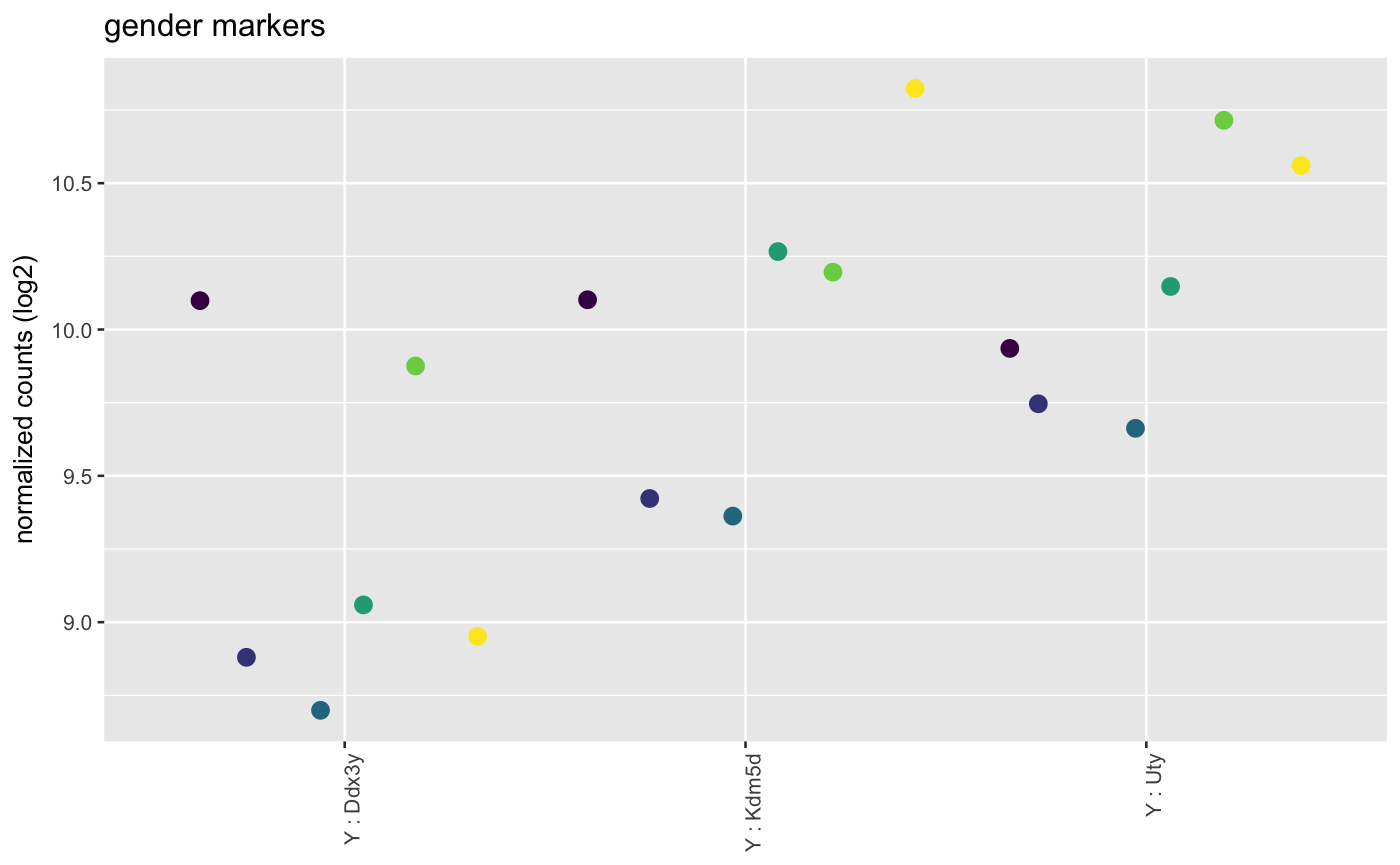 gender markers
normalized counts (log2)
10.5
10.0
9.5
9.0
Y : Ddx3y
Y : Kdm5d
Y : Uty